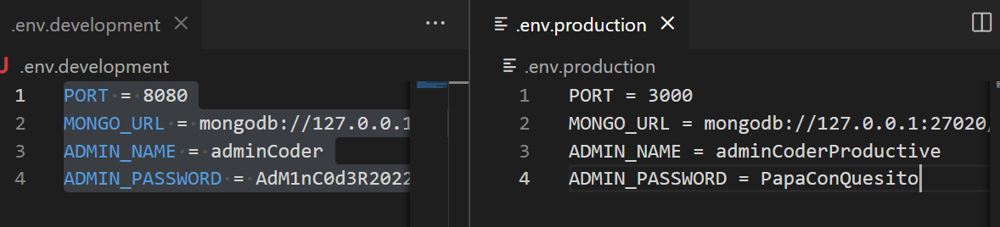 .env.development
.env.development
1 PORT = 8080
2 MONGO_URL = mongodb://127.0.0.1
3 ADMIN_NAME = adminCoder
4 ADMIN_PASSWORD = AdM1nC0d3R2022
.env.production
.env.production
1 PORT = 3000
2 MONGO_URL = mongodb://127.0.0.1:27020/
3 ADMIN_NAME = adminCoderProductive
4 ADMIN_PASSWORD = PapaConQuesito